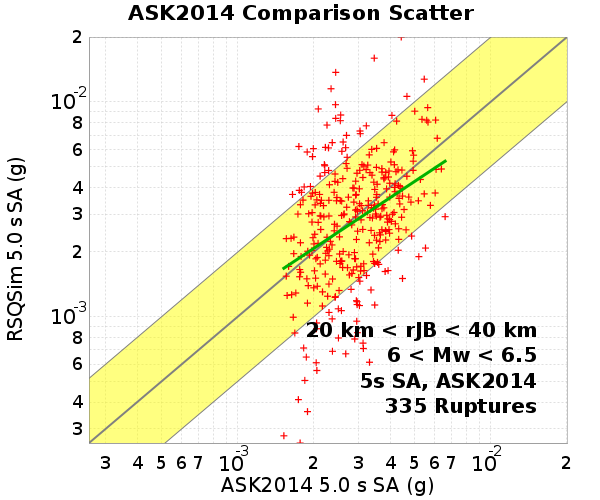 ASK2014 Comparison Scatter
RSQSim 5.0 s SA (g)
2
10-2
8
6
4
3
2
10-3
8
6
4
3
20 km < rJB < 40 km
6 < Mw < 6.5
5s SA, ASK2014
335 Ruptures
3 4 5 6 7 10-3 2 3 4 5 6 7 10-2 2
ASK2014 5.0 s SA (g)